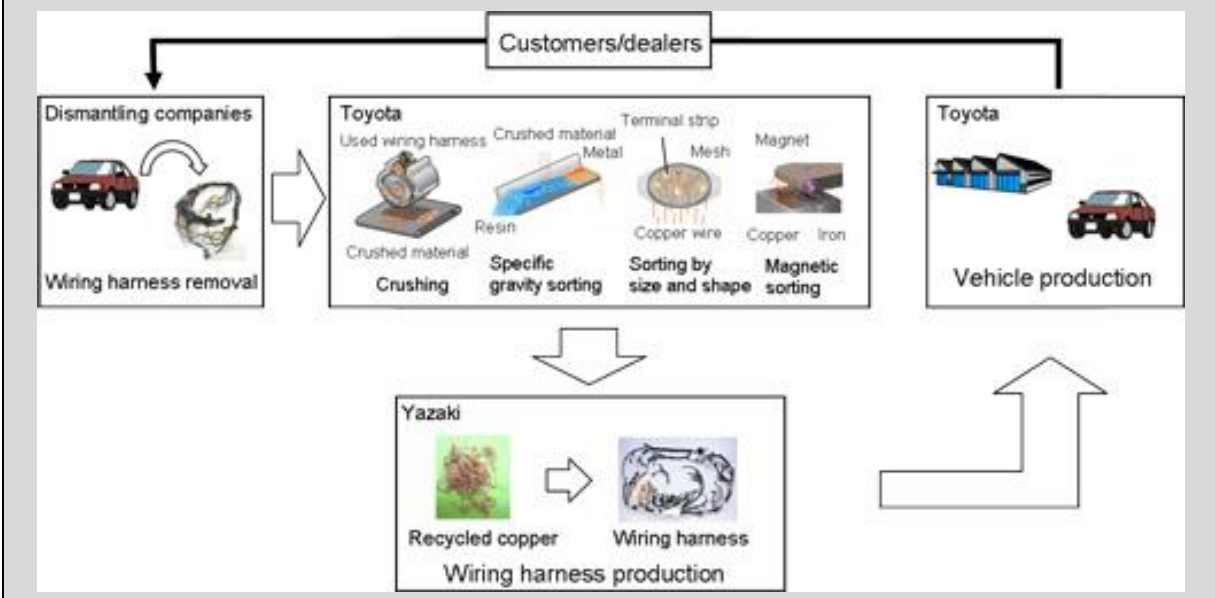 Customers/dealers
Dismantling companies
Wiring harness removal
Toyota
Used wiring harness
Crushed material
Crushing
Crushed material
Metal
Resin
Specific
gravity sorting
Terminal strip
Mesh
Copper wire
Sorting by
size and shape
Magnet
Copper Iron
Magnetic
sorting
Toyota
Vehicle production
Yazaki
Recycled copper
Wiring harness
Wiring harness production